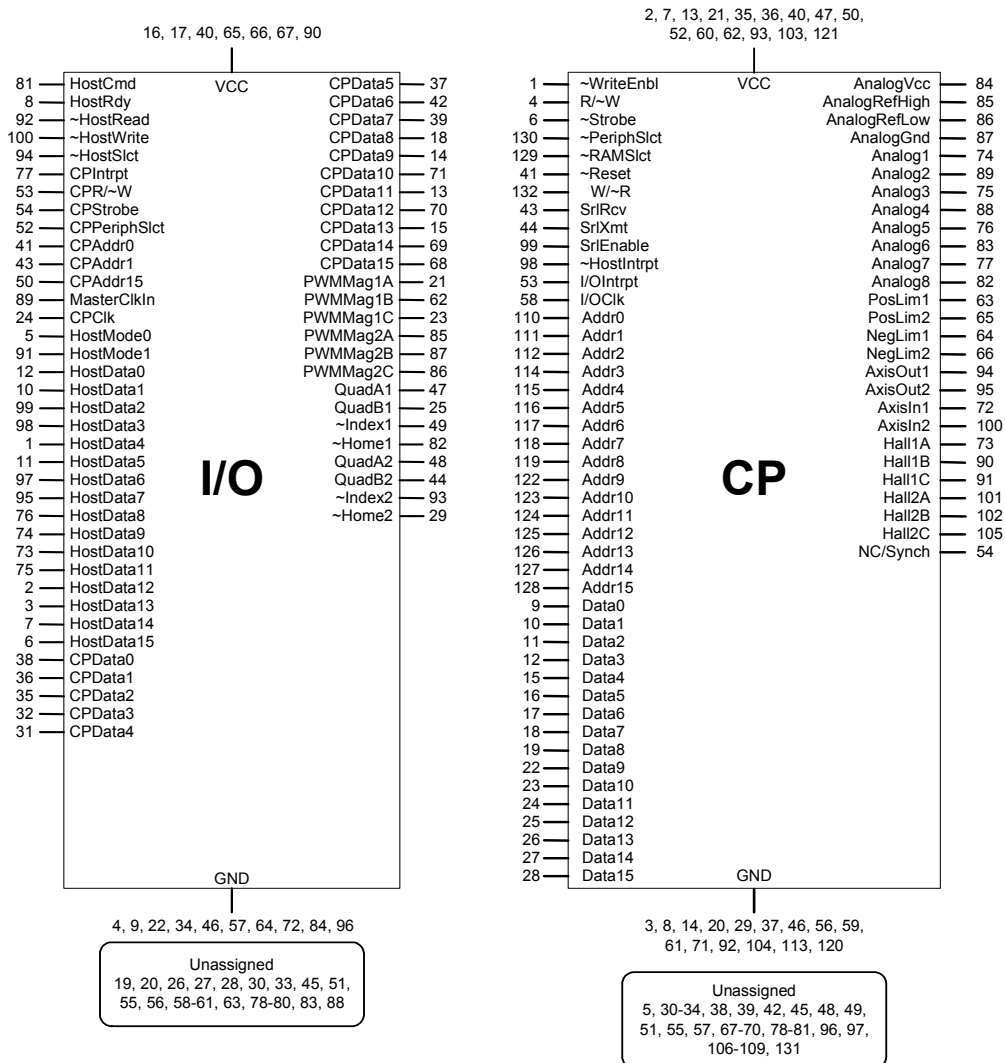 16, 17, 40, 65, 66, 67, 90
VCC
81 HostCmd
8 HostRdy
92 ~HostRead
100 ~HostWrite
94 ~HostSlct
77 CPIntrpt
53 CPR/~W
54 CPStrobe
52 CPPeriphSlct
41 CPAddr0
43 CPAddr1
50 CPAddr15
89 MasterClkIn
24 CPClk
5 HostMode0
91 HostMode1
12 HostData0
10 HostData1
99 HostData2
98 HostData3
1 HostData4
11 HostData5
97 HostData6
95 HostData7
76 HostData8
74 HostData9
73 HostData10
75 HostData11
2 HostData12
3 HostData13
7 HostData14
6 HostData15
38 CPData0
36 CPData1
35 CPData2
32 CPData3
31 CPData4
I/O
CPData5 37
CPData6 42
CPData7 39
CPData8 18
CPData9 14
CPData10 71
CPData11 13
CPData12 70
CPData13 15
CPData14 69
CPData15 68
PWMMag1A 21
PWMMag1B 62
PWMMag1C 23
PWMMag2A 85
PWMMag2B 87
PWMMag2C 86
QuadA1 47
QuadB1 25
~Index1 49
~Home1 82
QuadA2 48
QuadB2 44
~Index2 93
~Home2 29
GND
4, 9, 22, 34, 46, 57, 64, 72, 84, 96
Unassigned
19, 20, 26, 27, 28, 30, 33, 45, 51,
55, 56, 58-61, 63, 78-80, 83, 88
2, 7, 13, 21, 35, 36, 40, 47, 50,
52, 60, 62, 93, 103, 121
VCC
1 ~WriteEnbl
4 R/~W
6 ~Strobe
130 ~PeriphSlct
129 ~RAMSlct
41 ~Reset
132 W/~R
43 SrlRcv
44 SrlXmt
99 SrlEnable
98 ~HostIntrpt
53 I/OIntrpt
58 I/OClk
110 Addr0
111 Addr1
112 Addr2
114 Addr3
115 Addr4
116 Addr5
117 Addr6
118 Addr7
119 Addr8
122 Addr9
123 Addr10
124 Addr11
125 Addr12
126 Addr13
127 Addr14
128 Addr15
9 Data0
10 Data1
11 Data2
12 Data3
15 Data4
16 Data5
17 Data6
18 Data7
19 Data8
22 Data9
23 Data10
24 Data11
25 Data12
26 Data13
27 Data14
28 Data15
CP
AnalogVcc 84
AnalogRefHigh 85
AnalogRefLow 86
AnalogGnd 87
Analog1 74
Analog2 89
Analog3 75
Analog4 88
Analog5 76
Analog6 83
Analog7 77
Analog8 82
PosLim1 63
PosLim2 65
NegLim1 64
NegLim2 66
AxisOut1 94
AxisOut2 95
AxisIn1 72
AxisIn2 100
Hall1A 73
Hall1B 90
Hall1C 91
Hall2A 101
Hall2B 102
Hall2C 105
NC/Synch 54
GND
3, 8, 14, 20, 29, 37, 46, 56, 59,
61, 71, 92, 104, 113, 120
Unassigned
5, 30-34, 38, 39, 42, 45, 48, 49,
51, 55, 57, 67-70, 78-81, 96, 97,
106-109, 131